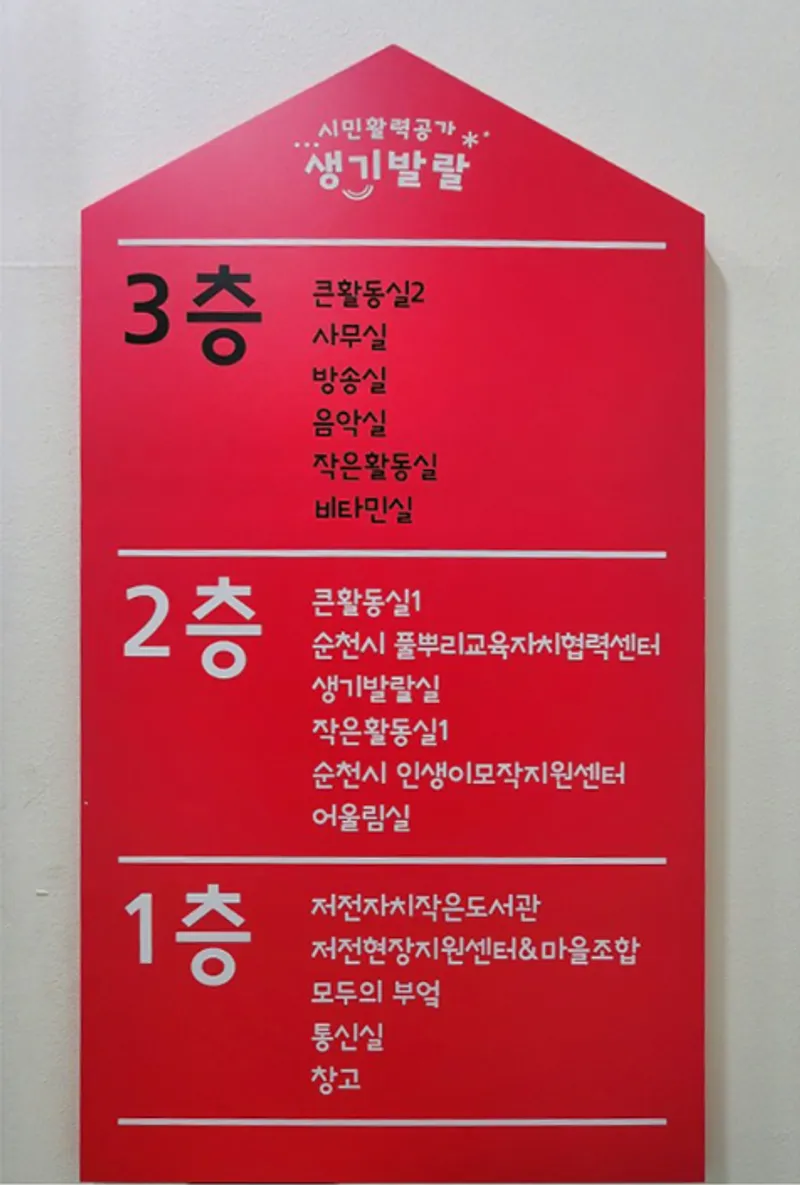 시민활력공가
생기발랄
3층
큰활동실2
사무실
방송실
음악실
작은활동실
비타민실
2층
큰활동실1
순천시 풀뿌리교육자치협력센터
생기발랄실
작은활동실1
순천시 인생이모작지원센터
어울림실
1층
저전자치작은도서관
저전현장지원센터&마을조합
모두의 부엌
통신실
창고